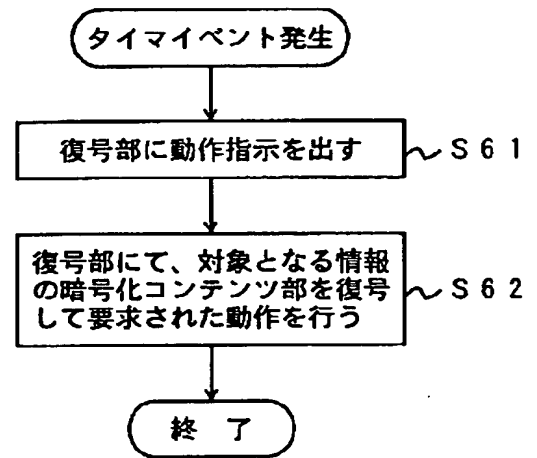 タイマイベント発生
復号部に動作指示を出す
S61
復号部にて、対象となる情報
の暗号化コンテンツ部を復号
して要求された動作を行う
S62
終 了